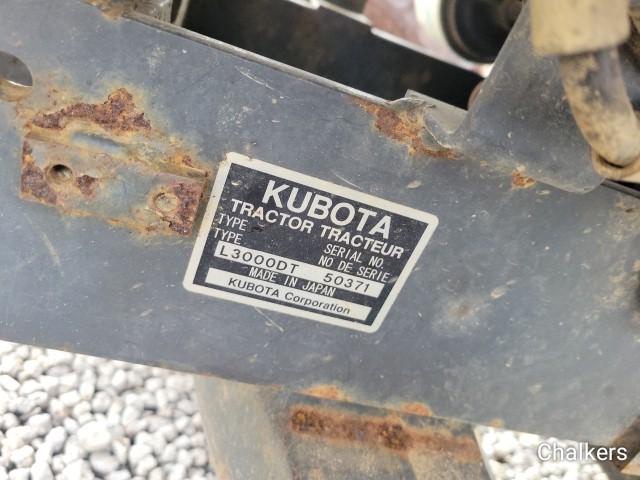 KUBOTA
TRACTOR TRACTEUR
TYPE SERIAL NO.
TYPE NO DE SERIE
L3000DT 50371
MADE IN JAPAN
KUBOTA Corporation
Chalkers